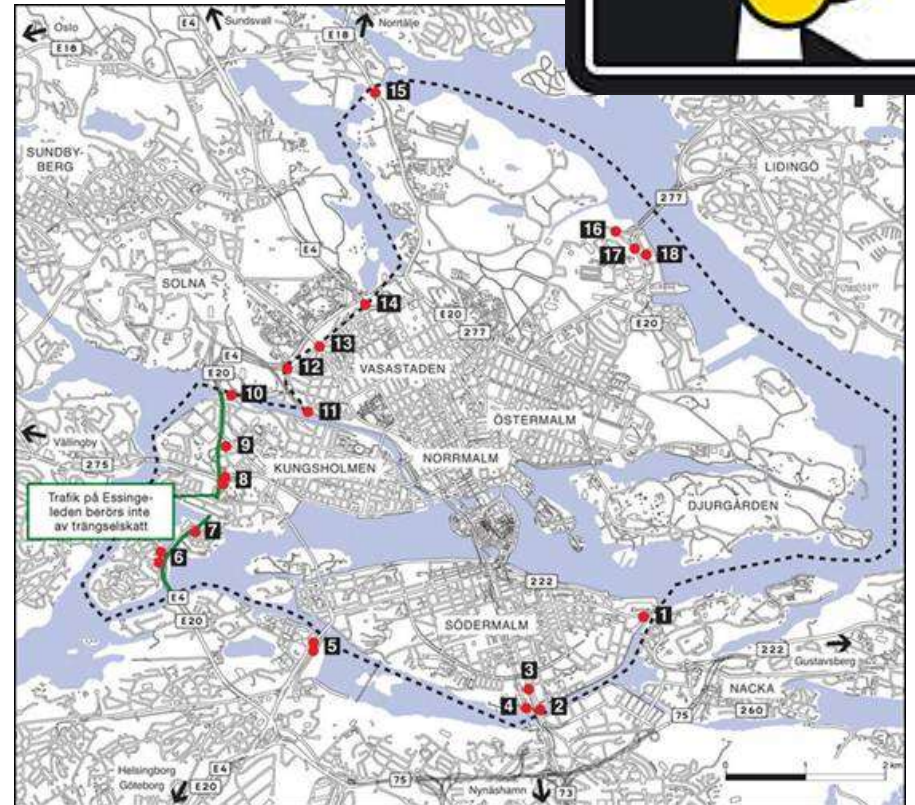 Oslo
E18
E4
Sundsvall
Norrtälje
E18
15
SUNDBY-
BERG
LIDINGÖ
277
16
17
18
E4
SOLNA
14
E20
277
E20
13
E4
12
VASASTADEN
E20
10
11
ÖSTERMALM
Vällingby
9
NORRMALM
275
KUNGSHOLMEN
8
Trafik på Essinge-
leden berörs inte
av trängselskatt
DJURGÅRDEN
7
6
222
E4
1
E20
SÖDERMALM
5
222
Gustavsberg
3
NACKA
4
2
75
260
Helsingborg
Göteborg
E4
E20
75
Nynäshamn
73
0
1
2 km